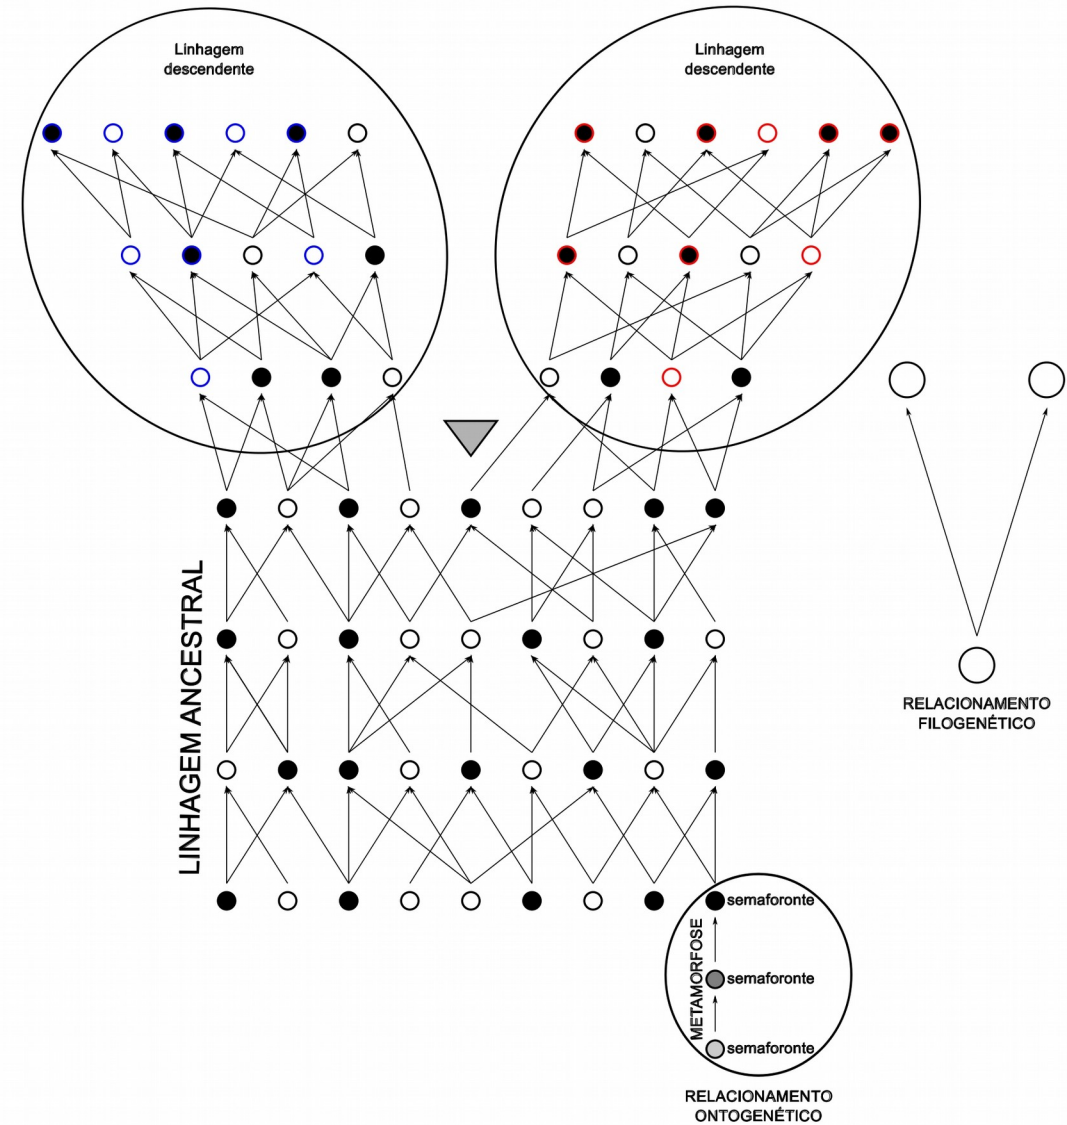 Linhagem
descendente
Linhagem
descendente
LINHAGEM ANCESTRAL
RELACIONAMENTO
FILOGENÉTICO
semaforonte
METAMORFOSE
semaforonte
semaforonte
RELACIONAMENTO
ONTOGENÉTICO